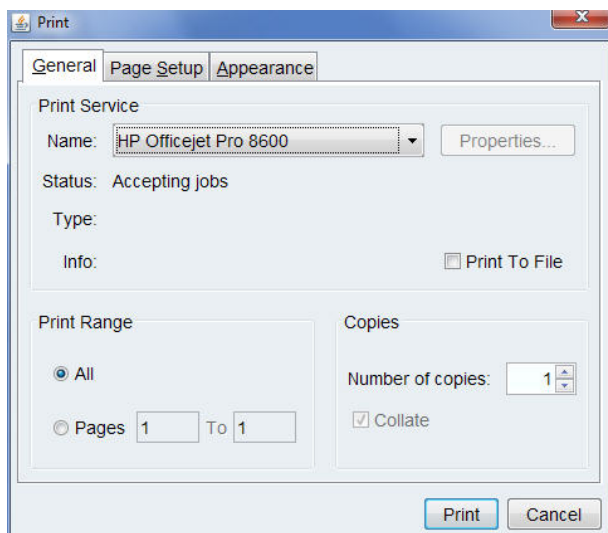 Print
General Page Setup Appearance
Print Service
Name: HP Officejet Pro 8600 Properties...
Status: Accepting jobs
Type:
Info: Print To File
Print Range
All
Pages 1 To 1
Copies
Number of copies: 1
Collate
Print Cancel